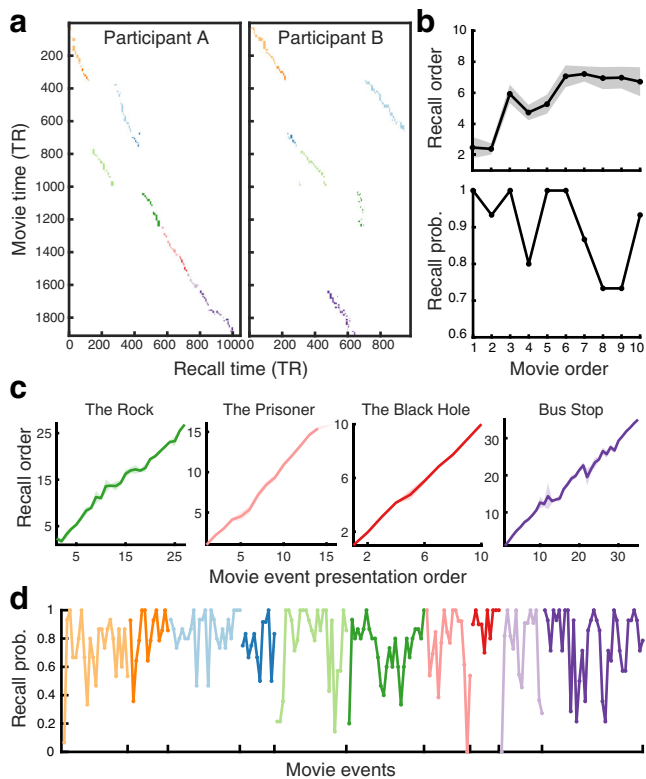 a
Participant A
Participant B
Movie time (TR)
200
400
600
800
1000
1200
1400
1600
1800
0 200 400 600 800 1000
0 200 400 600 800
Recall time (TR)
b
Recall order
10
8
6
4
2
Recall prob.
1
0.9
0.8
0.7
0.6
1 2 3 4 5 6 7 8 9 10
Movie order
c
The Rock
The Prisoner
The Black Hole
Bus Stop
Recall order
25
15
5
5 15 25
15
10
5
5 10 15
10
6
2
2 6 10
30
20
10
10 20 30
Movie event presentation order
d
Recall prob.
1
0.8
0.6
0.4
0.2
0
Movie events